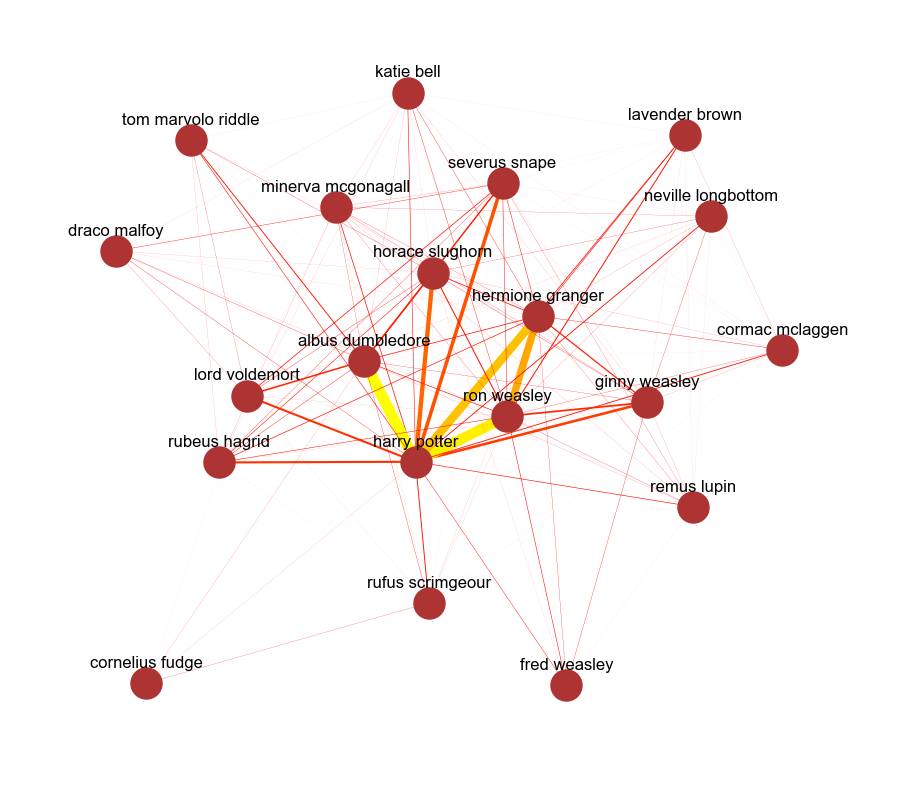 katie bell
lavender brown
tom marvolo riddle
severus snape
minerva mcgonagall
neville longbottom
draco malfoy
horace slughorn
hermione granger
cormac mclaggen
albus dumbledore
lord voldemort
ginny weasley
ron weasley
rubeus hagrid
harry potter
remus lupin
rufus scrimgeour
cornelius fudge
fred weasley